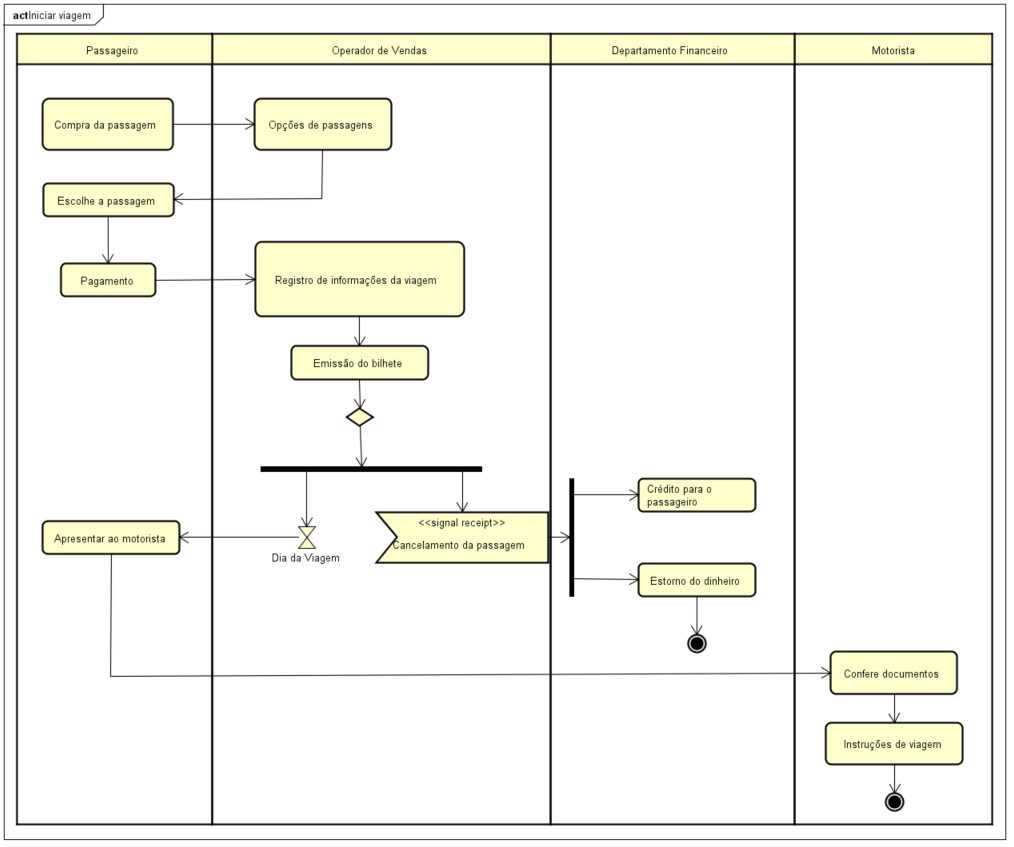 actIniciar viagem
Passageiro
Operador de Vendas
Departamento Financeiro
Motorista
Compra da passagem
Opções de passagens
Escolhe a passagem
Pagamento
Registro de informações da viagem
Emissão do bilhete
Crédito para o
passageiro
<<signal receipt>>
Cancelamento da passagem
Apresentar ao motorista
Dia da Viagem
Estorno do dinheiro
Confere documentos
Instruções de viagem